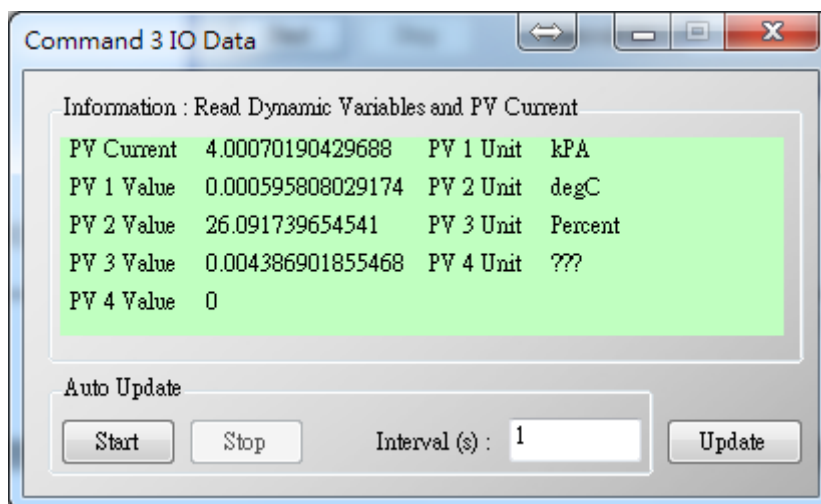 Command 3 IO Data
Information : Read Dynamic Variables and PV Current
PV Current 4.00070190429688 PV 1 Unit kPA
PV 1 Value 0.000595808029174 PV 2 Unit degC
PV 2 Value 26.091739654541 PV 3 Unit Percent
PV 3 Value 0.004386901855468 PV 4 Unit ???
PV 4 Value 0
Auto Update
Start Stop Interval (s) : 1 Update